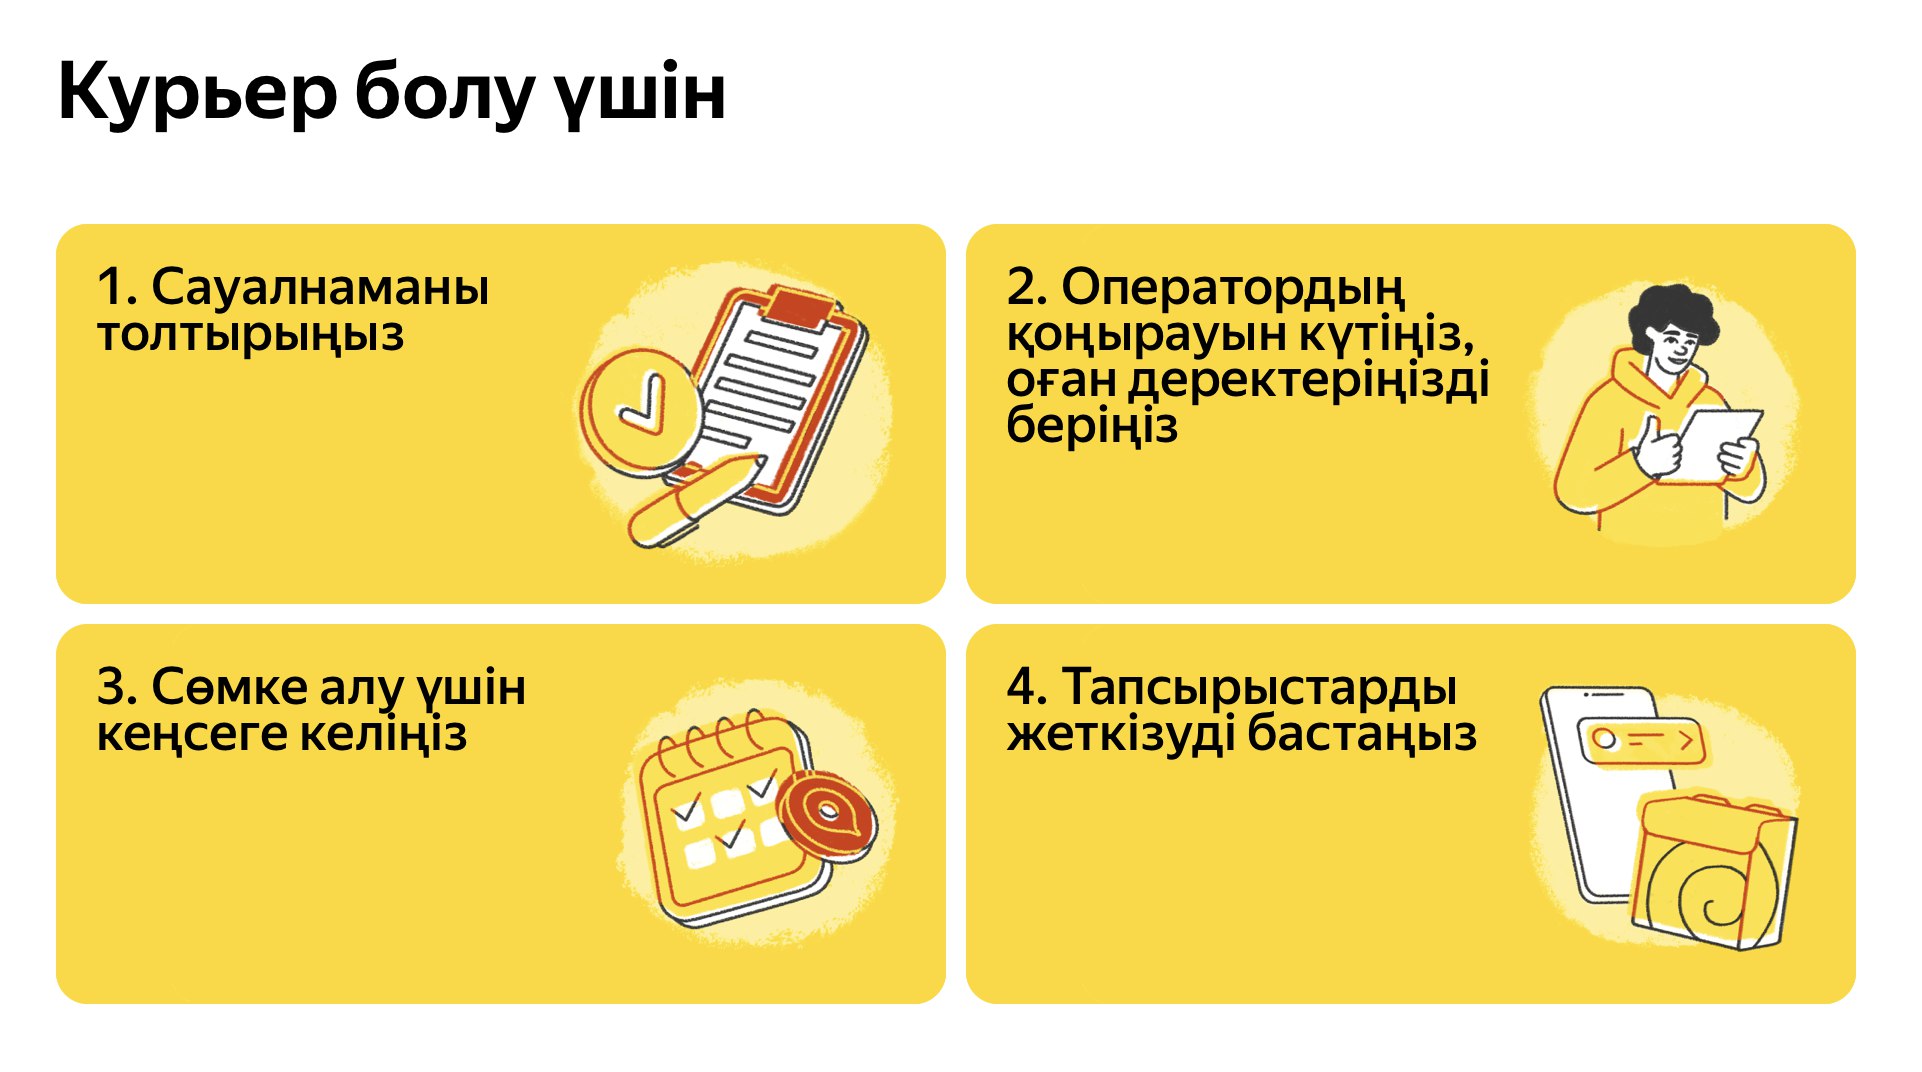 Курьер болу үшін
1. Сауалнаманы
толтырыңыз
2. Оператордың
қоңырауын күтіңіз,
оған деректеріңізді
беріңіз
3. Сөмке алу үшін
кеңсеге келіңіз
4. Тапсырыстарды
жеткізуді бастаңыз